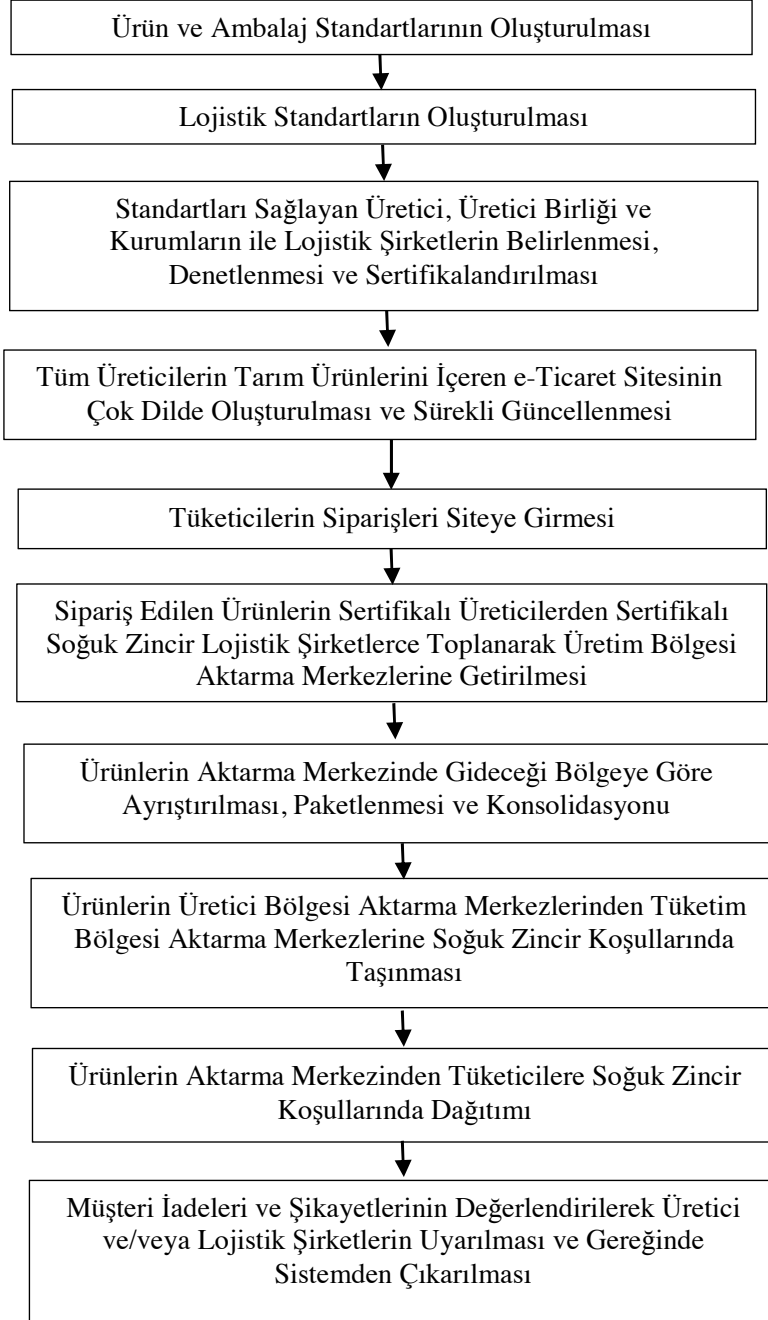 Ürün ve Ambalaj Standartlarının Oluşturulması
Lojistik Standartların Oluşturulması
Standartları Sağlayan Üretici, Üretici Birliği ve
Kurumların ile Lojistik Şirketlerin Belirlenmesi,
Denetlenmesi ve Sertifikalandırılması
Tüm Üreticilerin Tarım Ürünlerini İçeren e-Ticaret Sitesinin
Çok Dilde Oluşturulması ve Sürekli Güncellenmesi
Tüketicilerin Siparişleri Siteye Girmesi
Sipariş Edilen Ürünlerin Sertifikalı Üreticilerden Sertifikalı
Soğuk Zincir Lojistik Şirketlerce Toplanarak Üretim Bölgesi
Aktarma Merkezlerine Getirilmesi
Ürünlerin Aktarma Merkezinde Gideceği Bölgeye Göre
Ayrıştırılması, Paketlenmesi ve Konsolidasyonu
Ürünlerin Üretici Bölgesi Aktarma Merkezlerinden Tüketim
Bölgesi Aktarma Merkezlerine Soğuk Zincir Koşullarında
Taşınması
Ürünlerin Aktarma Merkezinden Tüketicilere Soğuk Zincir
Koşullarında Dağıtımı
Müşteri İadeleri ve Şikayetlerinin Değerlendirilerek Üretici
ve/veya Lojistik Şirketlerin Uyarılması ve Gereğinde
Sistemden Çıkarılması